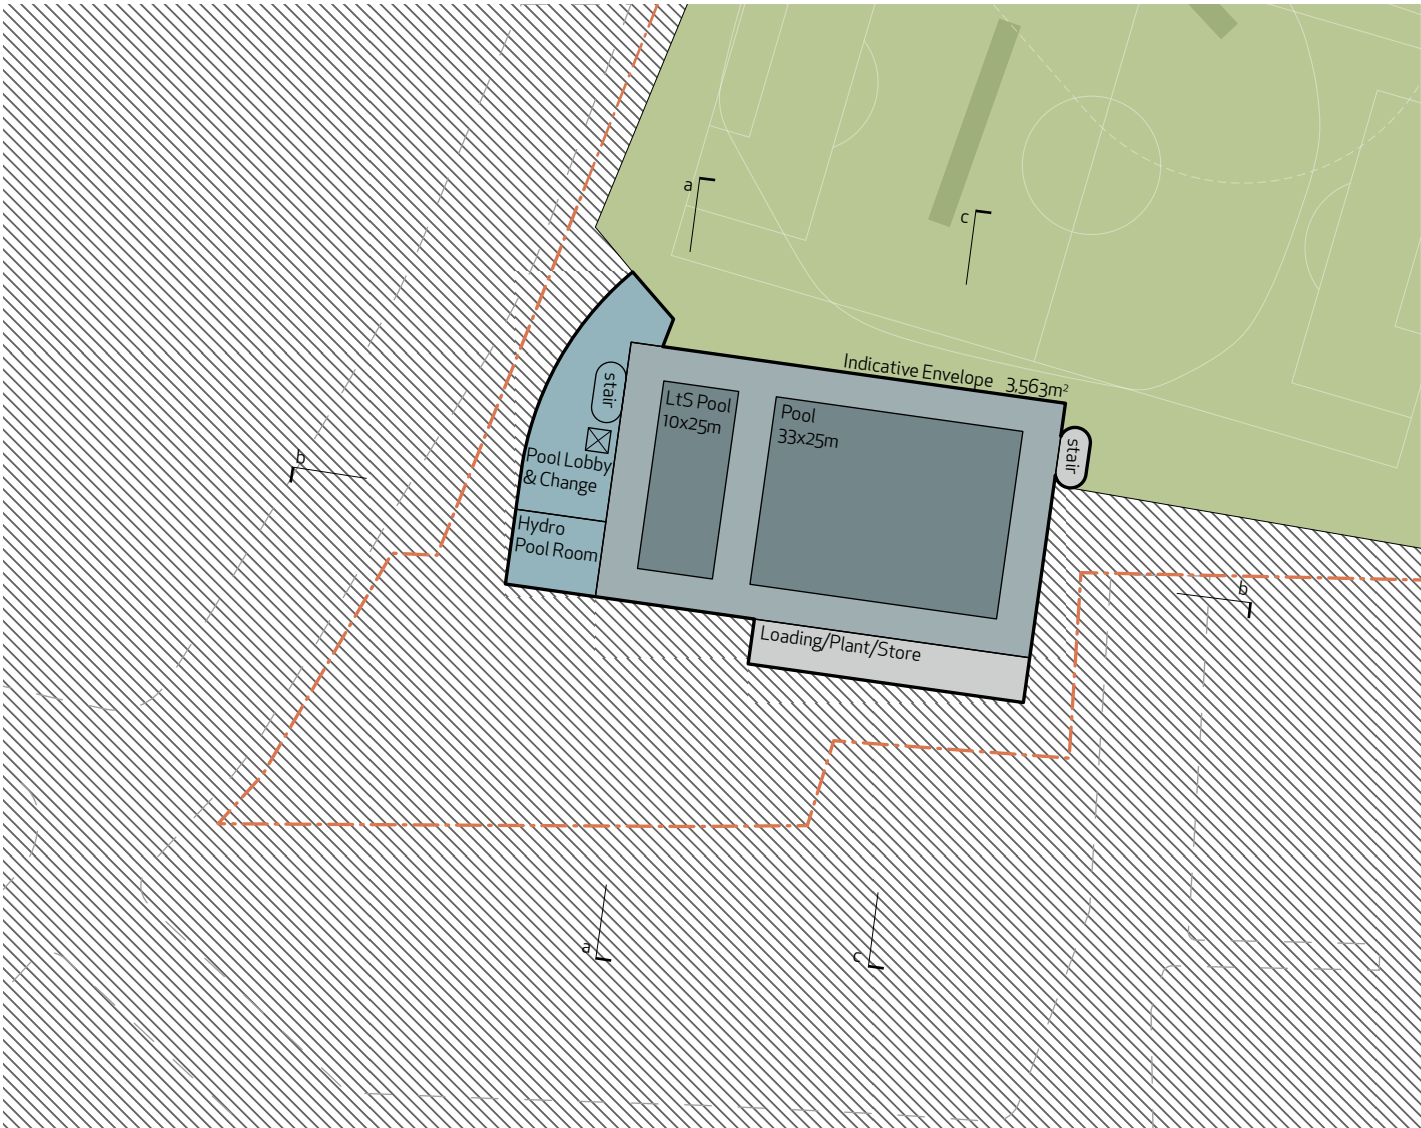 a
c
Indicative Envelope 3,563m²
stair
LtS Pool
10x25m
Pool
33x25m
stair
b
Pool Lobby
& Change
Hydro
Pool Room
b
Loading/Plant/Store
a
c